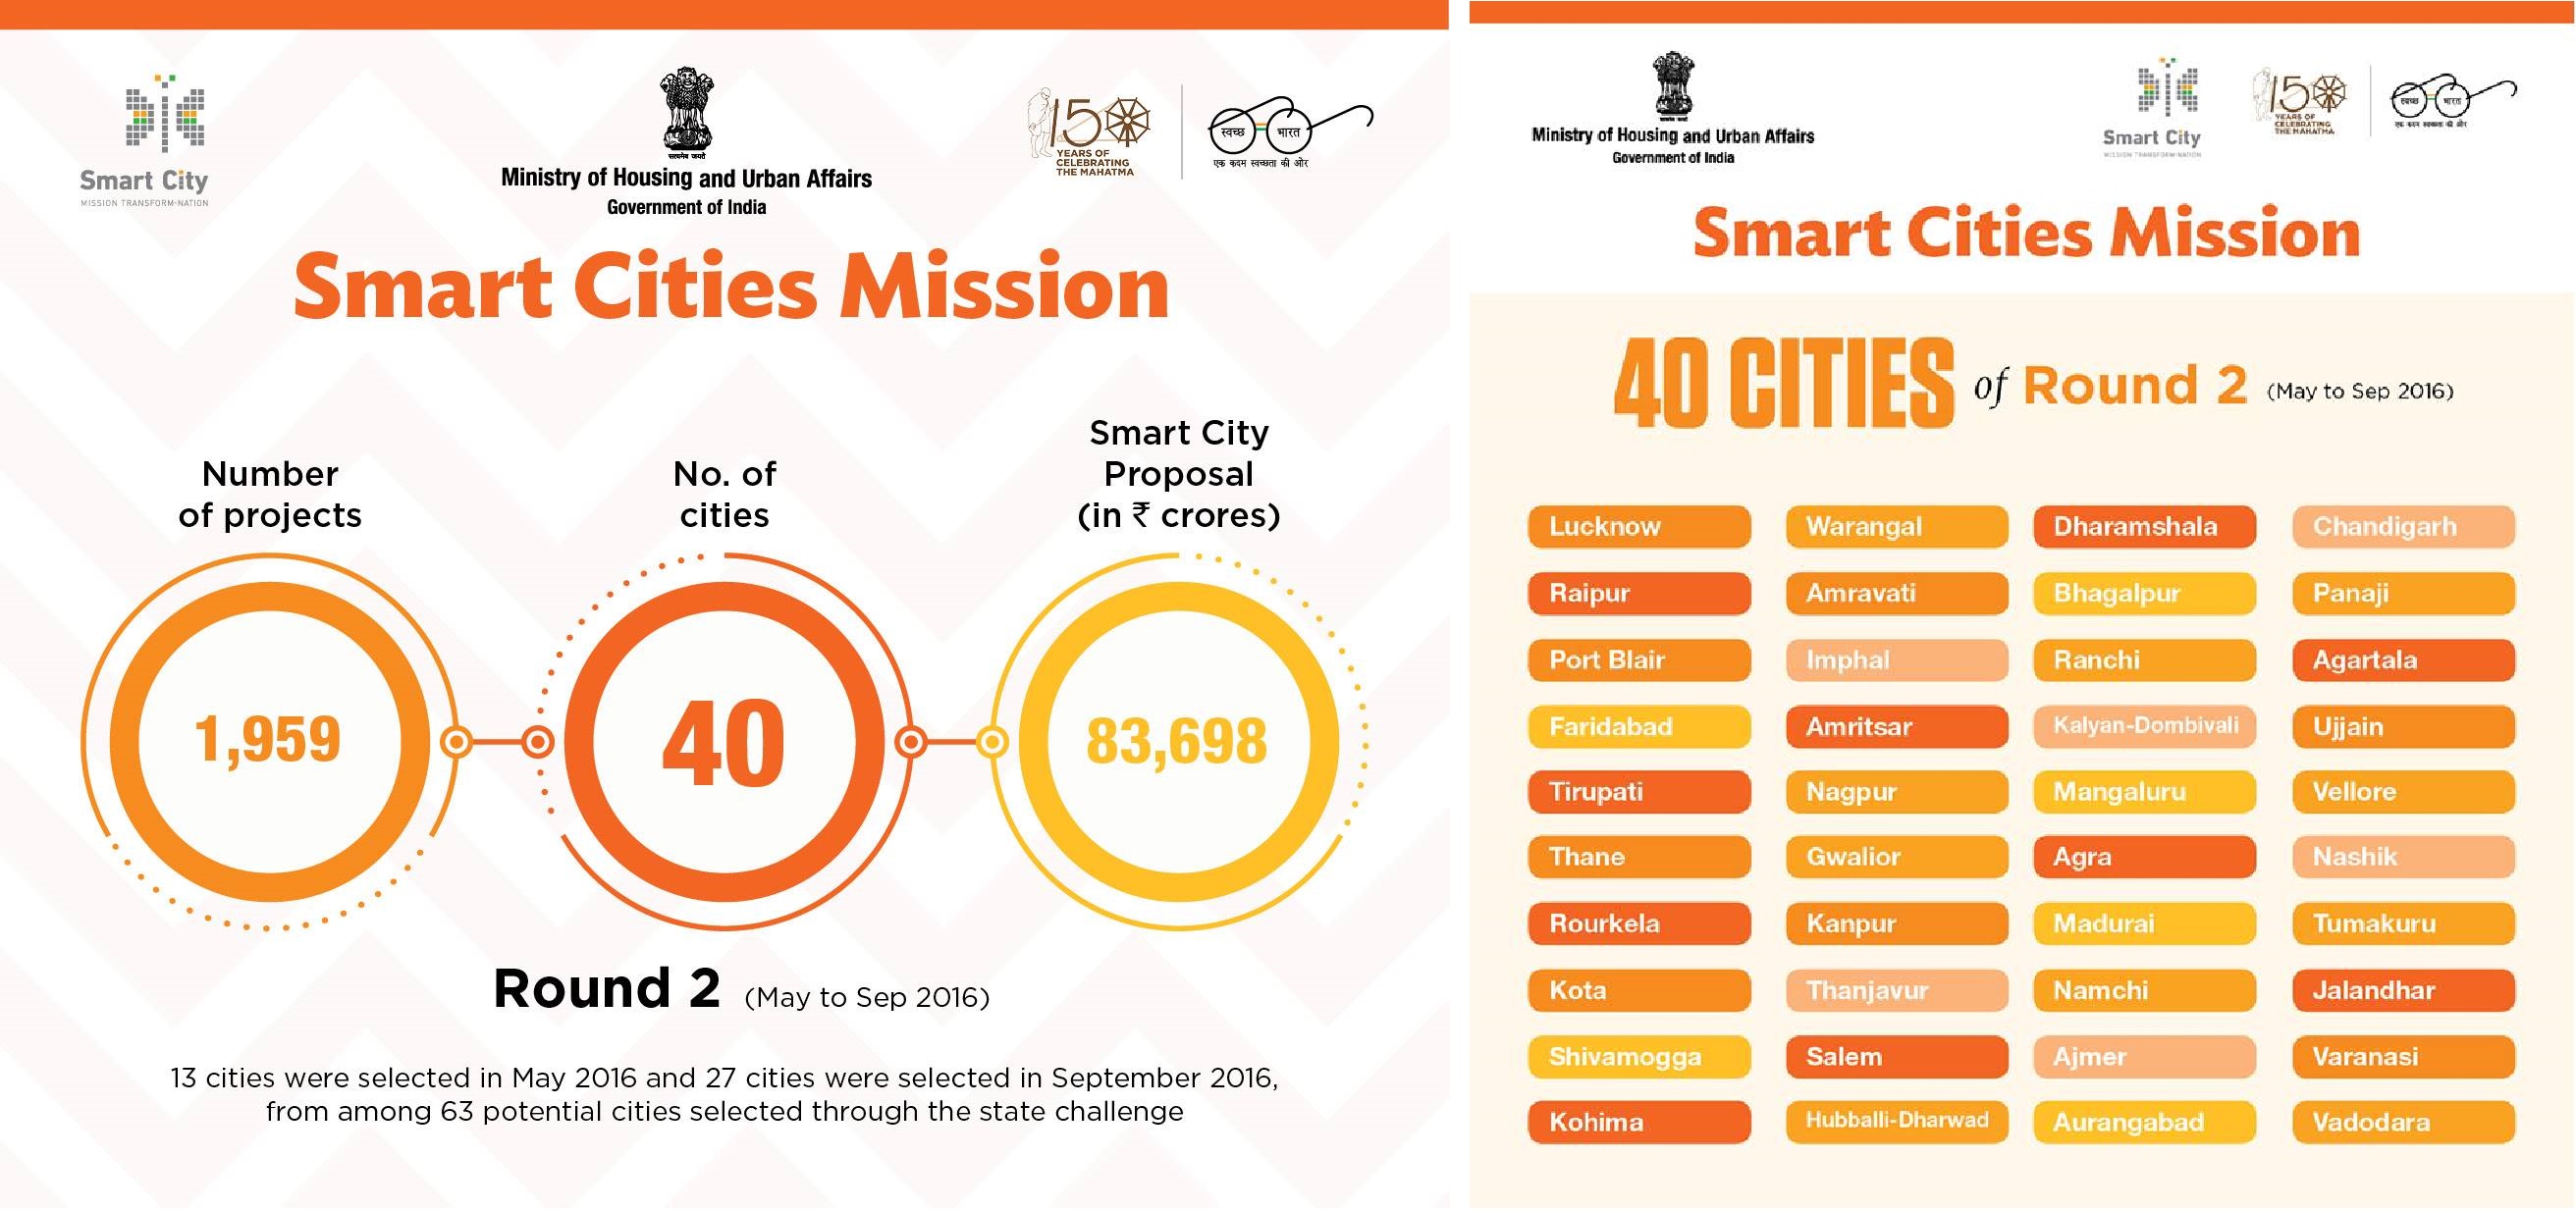 Smart City
MISSION TRANSFORM-NATION
सत्यमेव जयते
Ministry of Housing and Urban Affairs
Government of India
150
YEARS OF
CELEBRATING
THE MAHATMA
स्वच्छ भारत
एक कदम स्वच्छता की ओर
Smart Cities Mission
Number
of projects
1,959
No. of
cities
40
Smart City
Proposal
(in ₹ crores)
83,698
Round 2 (May to Sep 2016)
13 cities were selected in May 2016 and 27 cities were selected in September 2016,
from among 63 potential cities selected through the state challenge
Ministry of Housing and Urban Affairs
Government of India
Smart City
MISSION TRANSFORM-NATION
150
YEARS OF
CELEBRATING
THE MAHATMA
स्वच्छ भारत
एक कदम स्वच्छता की ओर
Smart Cities Mission
40 CITIES of Round 2 (May to Sep 2016)
Lucknow Warangal Dharamshala Chandigarh
Raipur Amravati Bhagalpur Panaji
Port Blair Imphal Ranchi Agartala
Faridabad Amritsar Kalyan-Dombivali Ujjain
Tirupati Nagpur Mangaluru Vellore
Thane Gwalior Agra Nashik
Rourkela Kanpur Madurai Tumakuru
Kota Thanjavur Namchi Jalandhar
Shivamogga Salem Ajmer Varanasi
Kohima Hubballi-Dharwad Aurangabad Vadodara